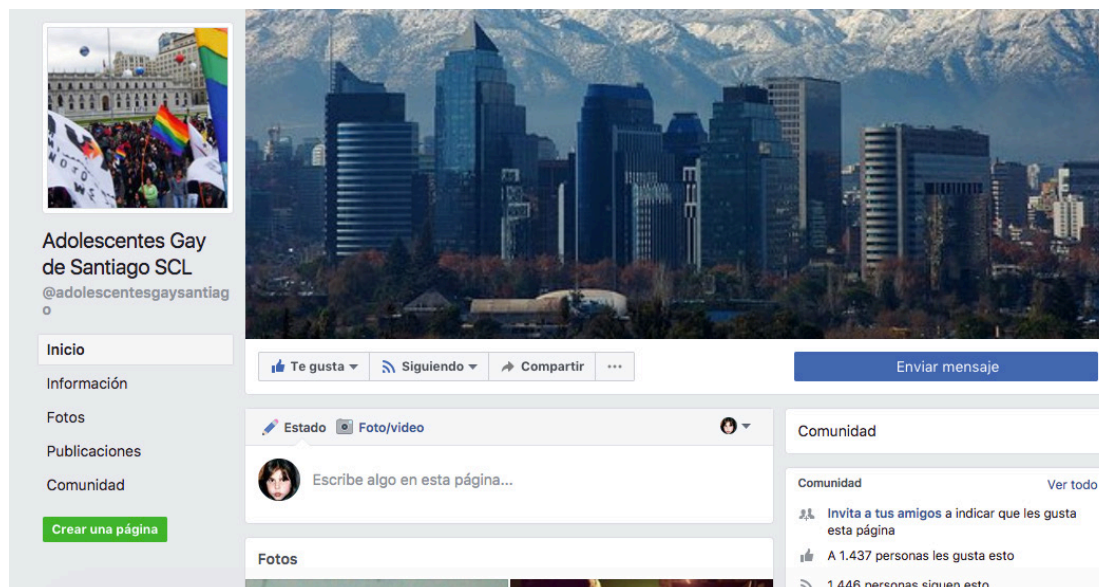 Adolescentes Gay
de Santiago SCL
@adolescentesgaysantiag
o
Inicio
Información
Fotos
Publicaciones
Comunidad
Crear una página
Te gusta
Siguiendo
Compartir
Enviar mensaje
Estado
Foto/video
Escribe algo en esta página...
Fotos
Comunidad
Comunidad
Ver todo
Invita a tus amigos a indicar que les gusta
esta página
A 1.437 personas les gusta esto
1.446 personas siguen esto